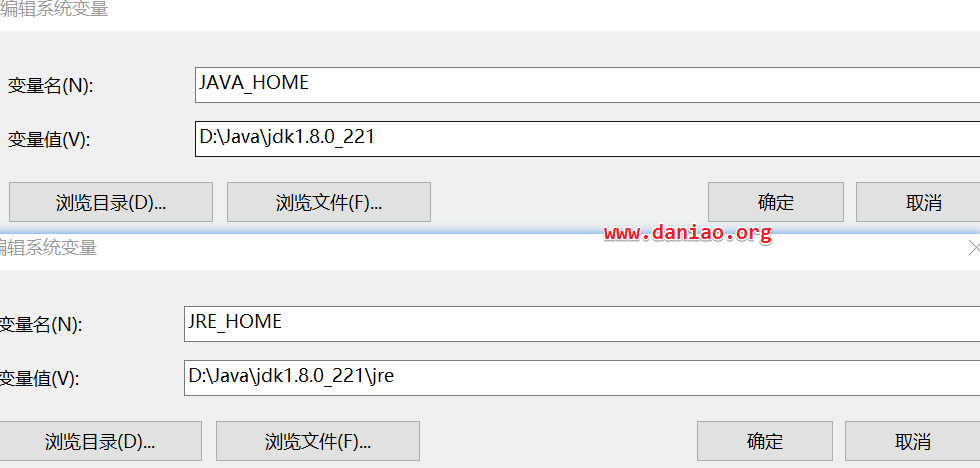 编辑系统变量
变量名(N):
JAVA_HOME
变量值(V):
D:\Java\jdk1.8.0_221
浏览目录(D)...
浏览文件(F)...
确定
取消
www.daniao.org
编辑系统变量
变量名(N):
JRE_HOME
变量值(V):
D:\Java\jdk1.8.0_221\jre
浏览目录(D)...
浏览文件(F)...
确定
取消